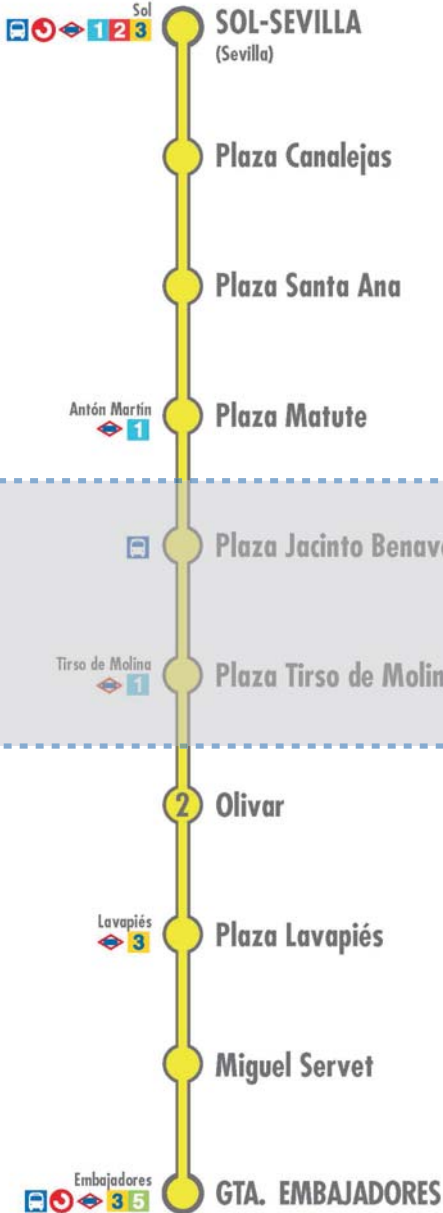 Sol
1 2 3
SOL-SEVILLA
(Sevilla)
Plaza Canalejas
Plaza Santa Ana
Antón Martín
1
Plaza Matute
Plaza Jacinto Benav
Tirso de Molina
1
Plaza Tirso de Molin
2
Olivar
Lavapiés
3
Plaza Lavapiés
Miguel Servet
Embajadores
3 5
GTA. EMBAJADORES